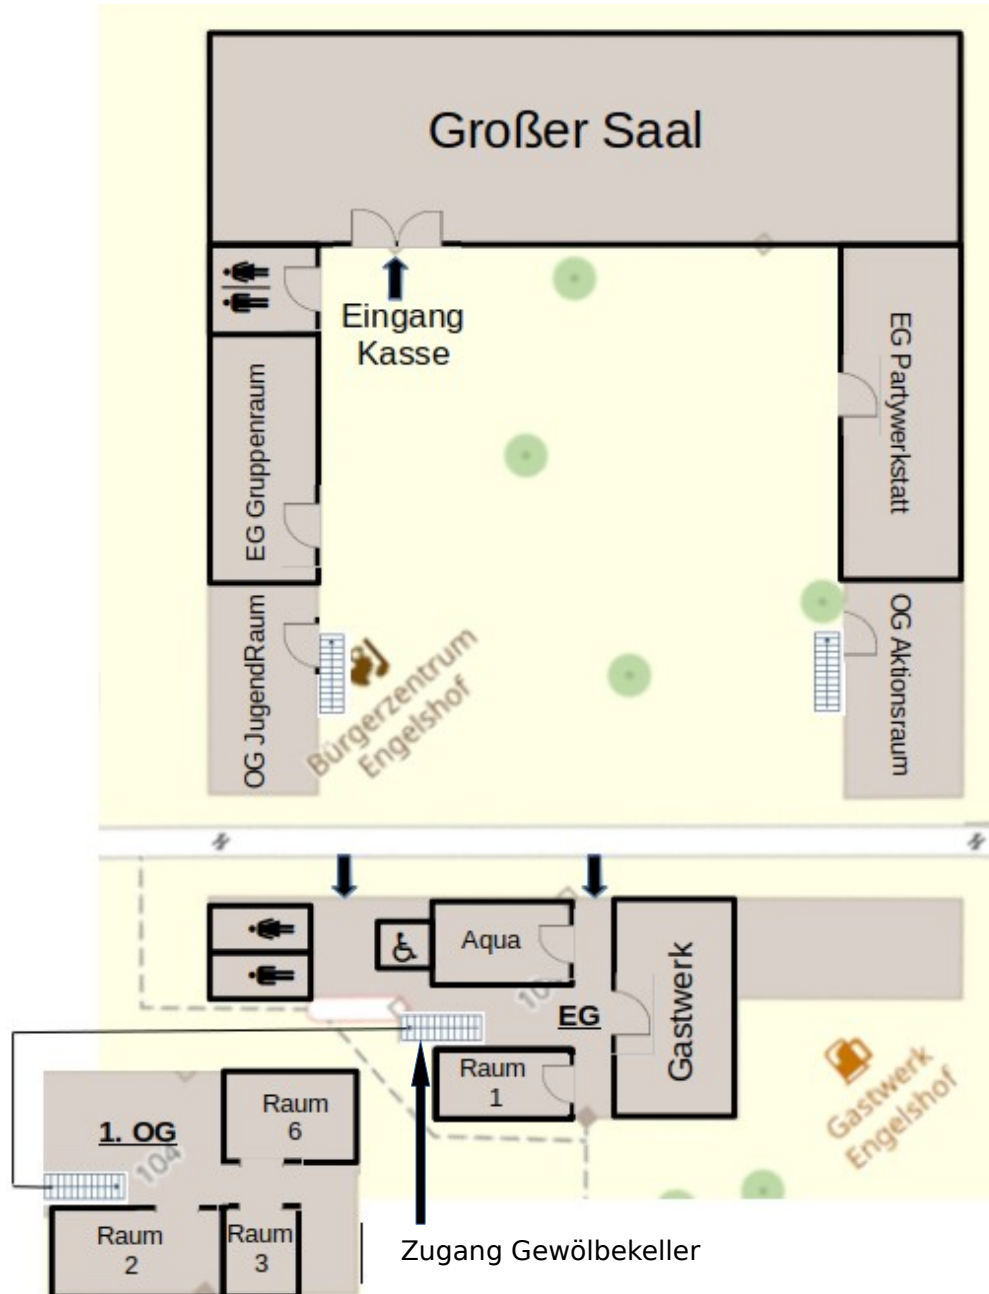 Großer Saal
Eingang
Kasse
EG Gruppenraum
EG Partywerkstatt
OG JugendRaum
OG Aktionsraum
Bürgerzentrum
Engelshof
Aqua
EG
Gastwerk
Raum
1
Gastwerk
Engelshof
Raum
6
1. OG
104
Raum
2
Raum
3
Zugang Gewölbekeller